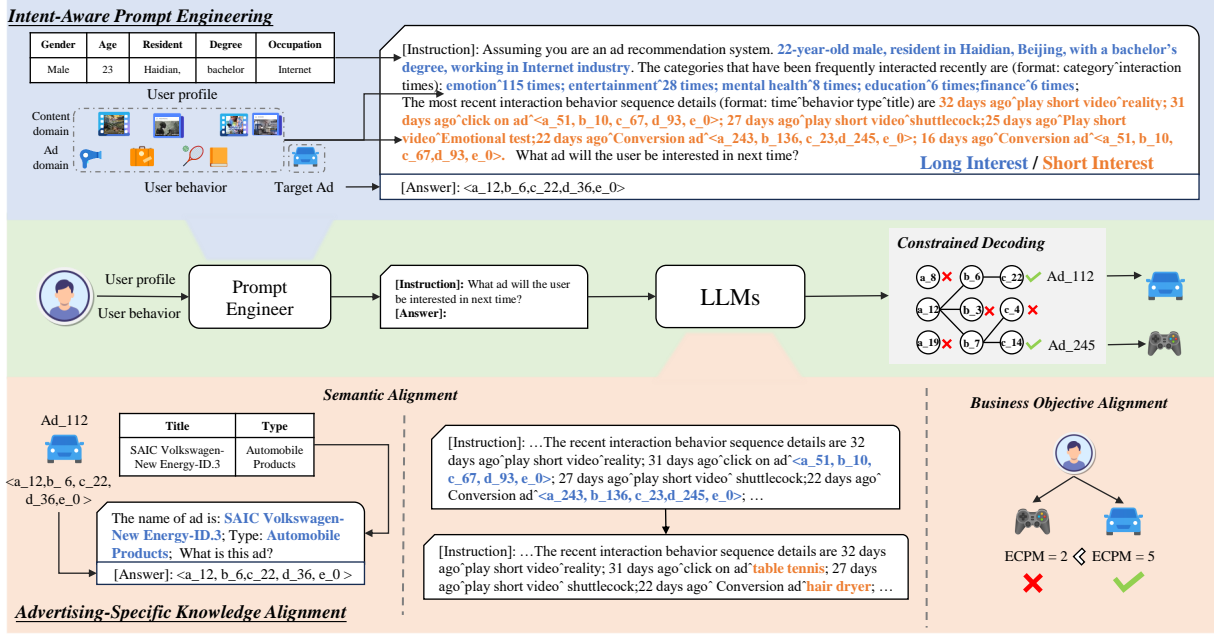 Intent-Aware Prompt Engineering
Gender Age Resident Degree Occupation
Male 23 Haidian, bachelor Internet
User profile
Content domain
Ad domain
User behavior
Target Ad
[Instruction]: Assuming you are an ad recommendation system. 22-year-old male, resident in Haidian, Beijing, with a bachelor's
degree, working in Internet industry. The categories that have been frequently interacted recently are (format: category^interaction
times): emotion^115 times; entertainment^28 times; mental health^8 times; education^6 times;finance^6 times;
The most recent interaction behavior sequence details (format: time^behavior type^title) are 32 days ago^play short video^reality; 31
days ago^click on ad^<a_51, b_10, c_67, d_93, e_0>; 27 days ago^play short video^shuttlecock;25 days ago^Play short
video^Emotional test;22 days ago^Conversion ad^<a_243, b_136, c_23,d_245, e_0>; 16 days ago^Conversion ad^<a_51, b_10,
c_67,d_93, e_0>. What ad will the user be interested in next time?
Long Interest / Short Interest
[Answer]: <a_12,b_6,c_22,d_36,e_0>
User profile
User behavior
Prompt
Engineer
[Instruction]: What ad will the user
be interested in next time?
[Answer]:
LLMs
Constrained Decoding
a_8 b_6 c_22 Ad_112
a_12 b_3 c_4
a_19 b_7 c_14 Ad_245
Semantic Alignment
Ad_112
<a_12,b_ 6, c_22,
d_36,e_0 >
Title Type
SAIC Volkswagen-
New Energy-ID.3
Automobile
Products
The name of ad is: SAIC Volkswagen-
New Energy-ID.3; Type: Automobile
Products; What is this ad?
[Answer]: <a_12, b_6,c_22, d_36, e_0 >
Advertising-Specific Knowledge Alignment
[Instruction]: …The recent interaction behavior sequence details are 32
days ago^play short video^reality; 31 days ago^click on ad^<a_51, b_10,
c_67, d_93, e_0>; 27 days ago^play short video^ shuttlecock;22 days ago^
Conversion ad^<a_243, b_136, c_23,d_245, e_0>; …
[Instruction]: …The recent interaction behavior sequence details are 32 days
ago^play short video^reality; 31 days ago^click on ad^table tennis; 27 days
ago^play short video^ shuttlecock;22 days ago^ Conversion ad^hair dryer; …
Business Objective Alignment
ECPM = 2 < ECPM = 5